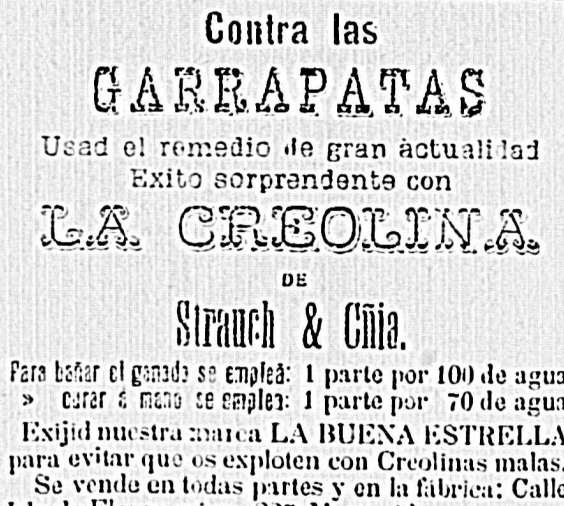 Contra las
GARRAPATAS
Usad el remedio de gran actualidad
Exito sorprendente con
LA CREOLINA
DE
Strauch & Cñia.
Para bañar el ganado se emplea: 1 parte por 100 de agua
» curar á mano se emplea: 1 parte por 70 de agua
Exijid nuestra marca LA BUENA ESTRELLA
para evitar que os exploten con Creolinas malas.
Se vende en todas partes y en la fábrica: Calle